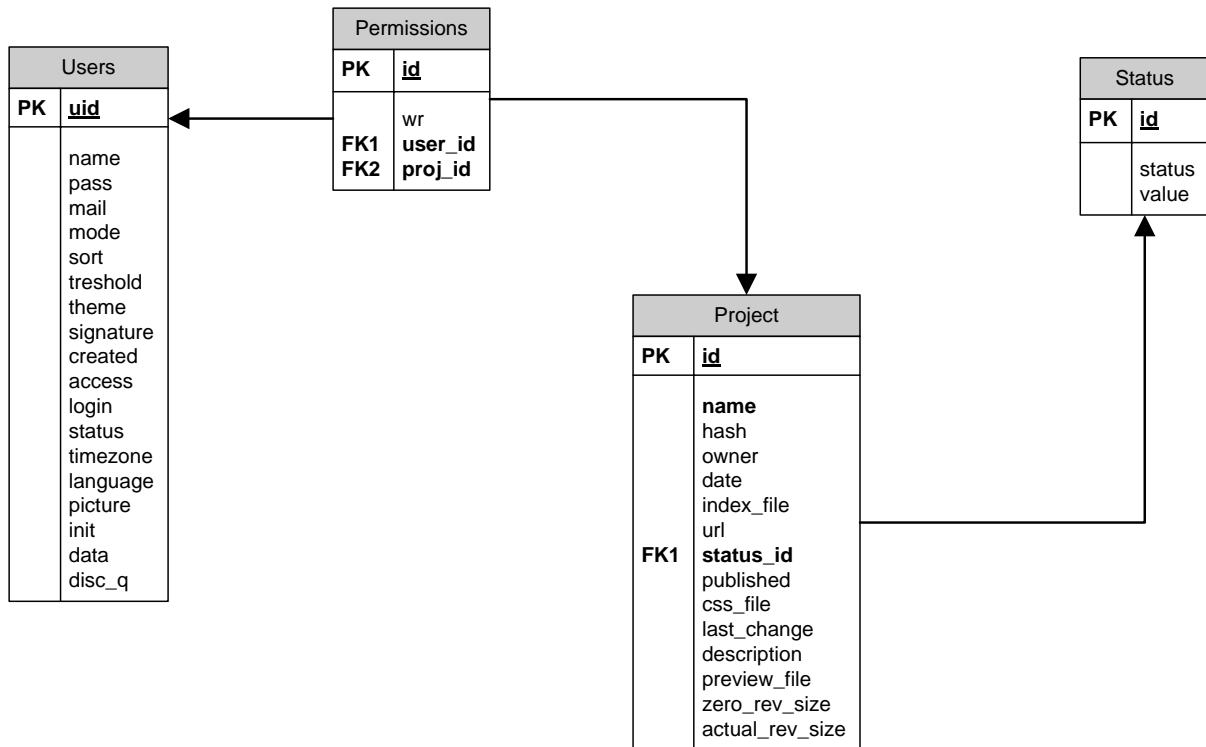 Permissions
PK id
wr
FK1 user_id
FK2 proj_id
Users
PK uid
name
pass
mail
mode
sort
treshold
theme
signature
created
access
login
status
timezone
language
picture
init
data
disc_q
Status
PK id
status
value
Project
PK id
name
hash
owner
date
index_file
url
FK1 status_id
published
css_file
last_change
description
preview_file
zero_rev_size
actual_rev_size